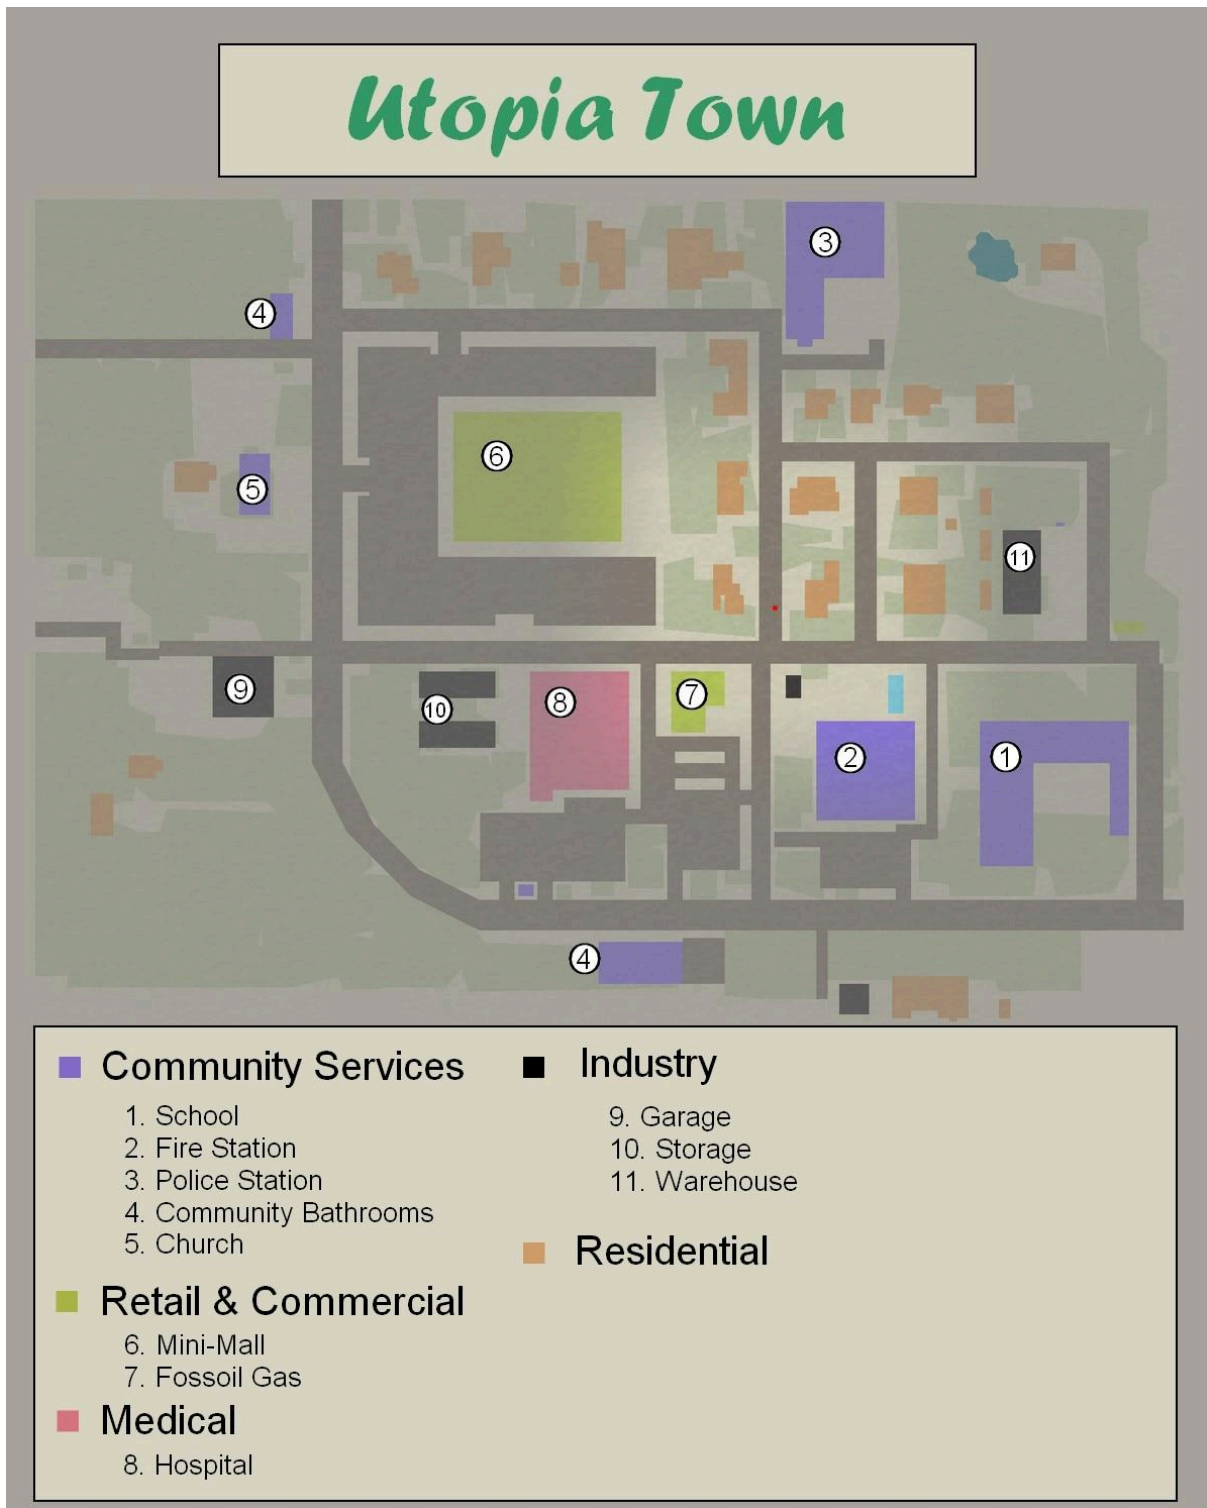 Utopia Town
3
4
6
5
11
9
10
8
7
2
1
4
Community Services
1. School
2. Fire Station
3. Police Station
4. Community Bathrooms
5. Church
Retail & Commercial
6. Mini-Mall
7. Fossoil Gas
Medical
8. Hospital
Industry
9. Garage
10. Storage
11. Warehouse
Residential